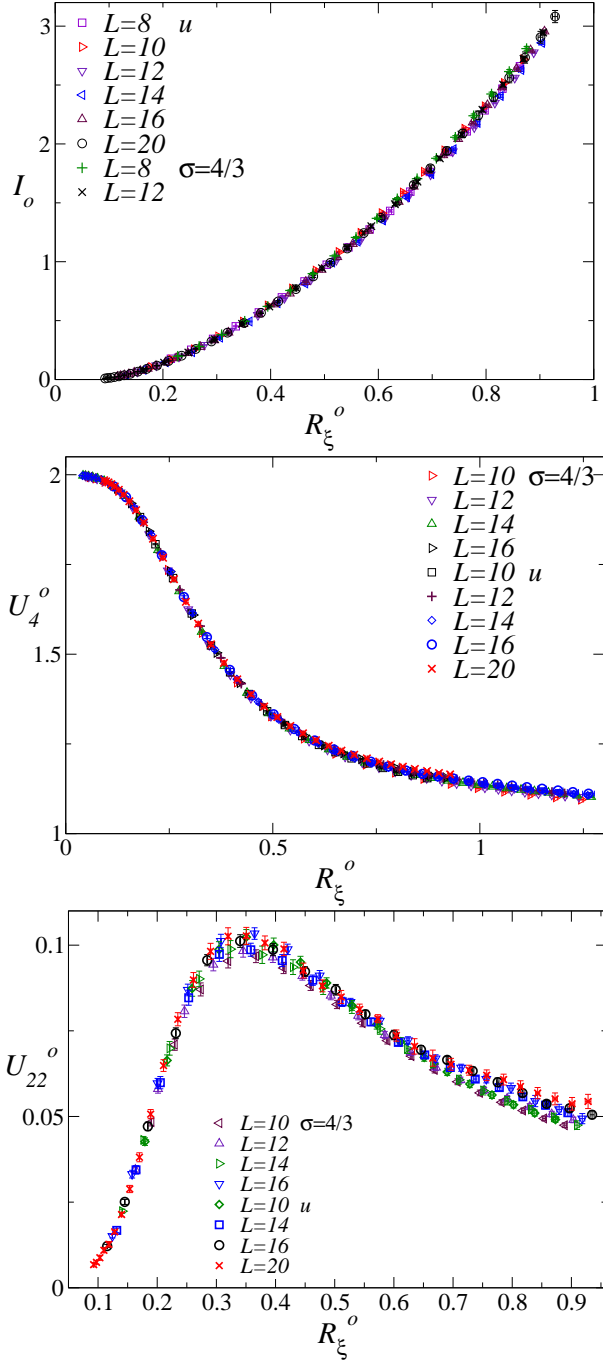 3
2
1
0
I_o
L=8 u
L=10
L=12
L=14
L=16
L=20
L=8 σ=4/3
L=12
0 0.2 0.4 0.6 0.8 1
R_ξ^o
2
1.5
1
U_4^o
L=10 σ=4/3
L=12
L=14
L=16
L=10 u
L=12
L=14
L=16
L=20
0 0.5 1
R_ξ^o
0.1
0.05
0
U_22^o
L=10 σ=4/3
L=12
L=14
L=16
L=10 u
L=14
L=16
L=20
0.1 0.2 0.3 0.4 0.5 0.6 0.7 0.8 0.9
R_ξ^o